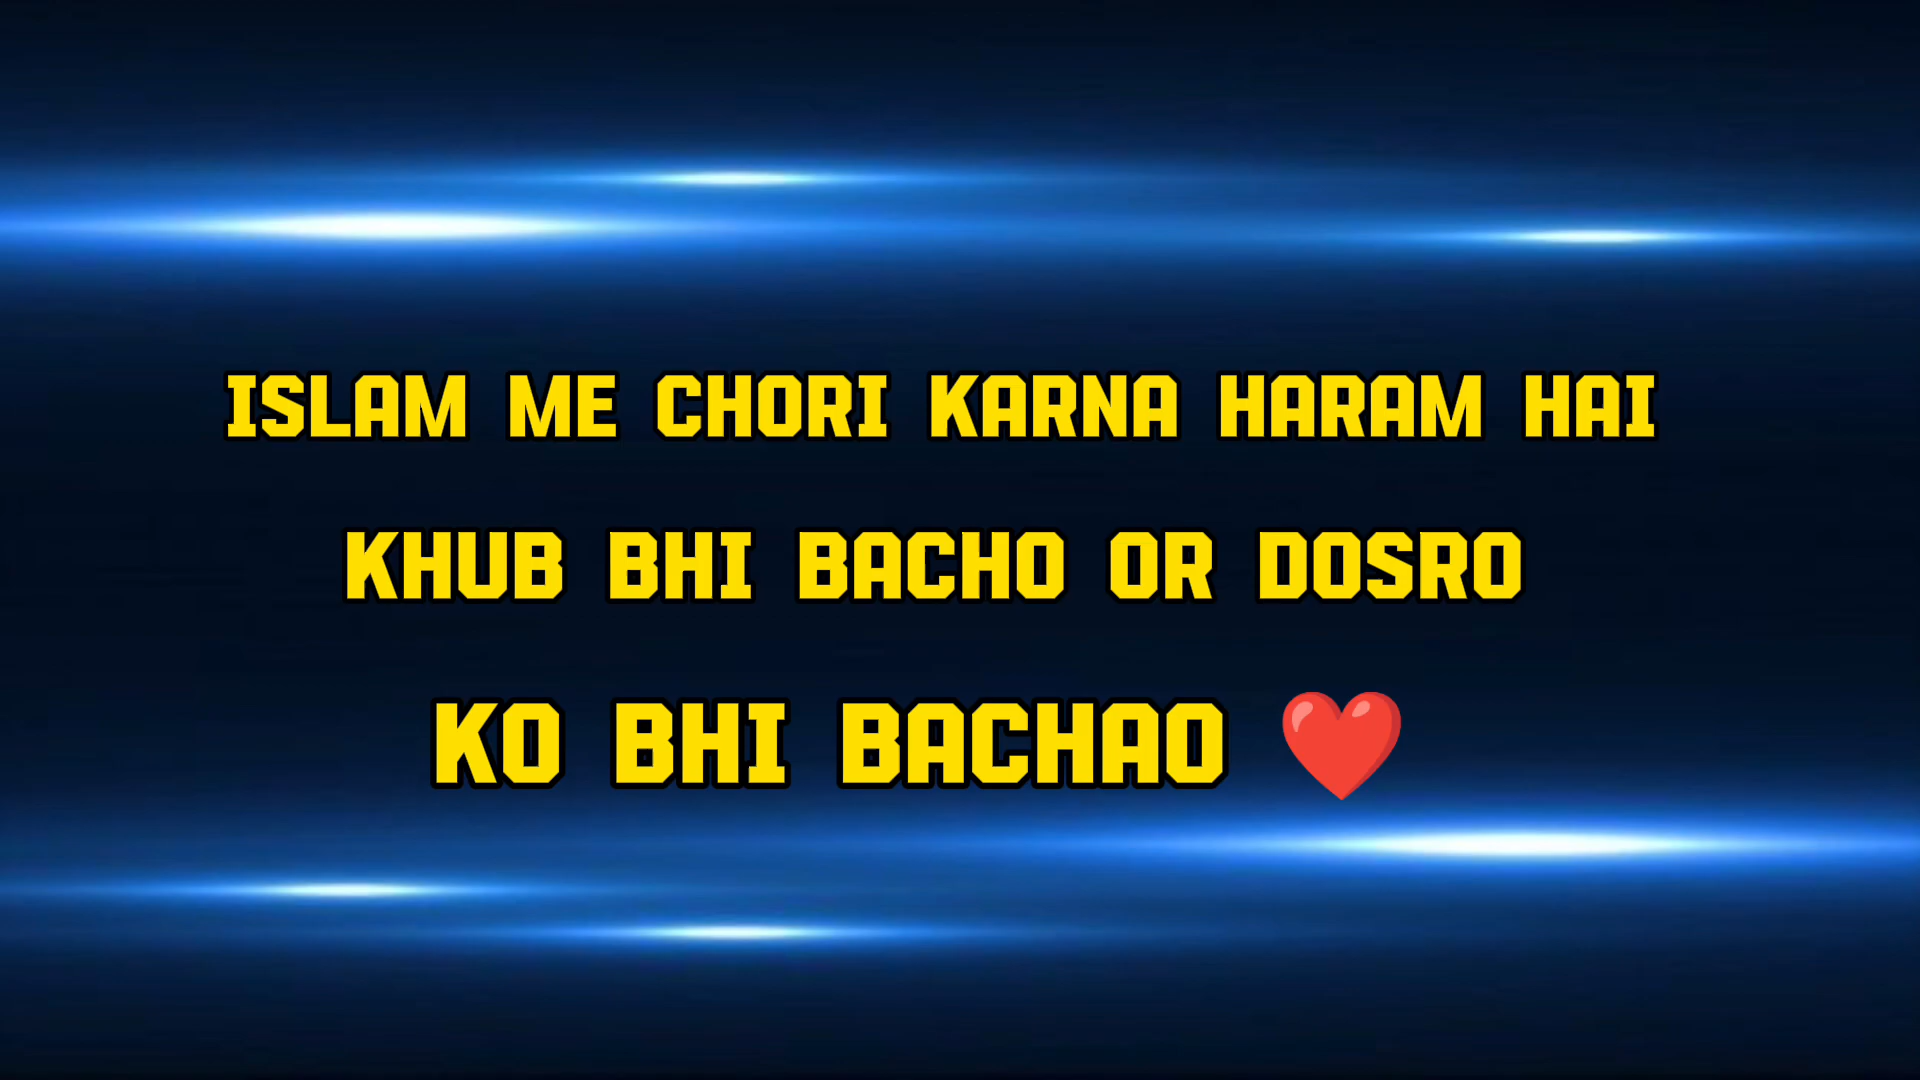 ISLAM ME CHORI KARNA HARAM HAI
KHUB BHI BACHO OR DOSRO
KO BHI BACHAO ❤️